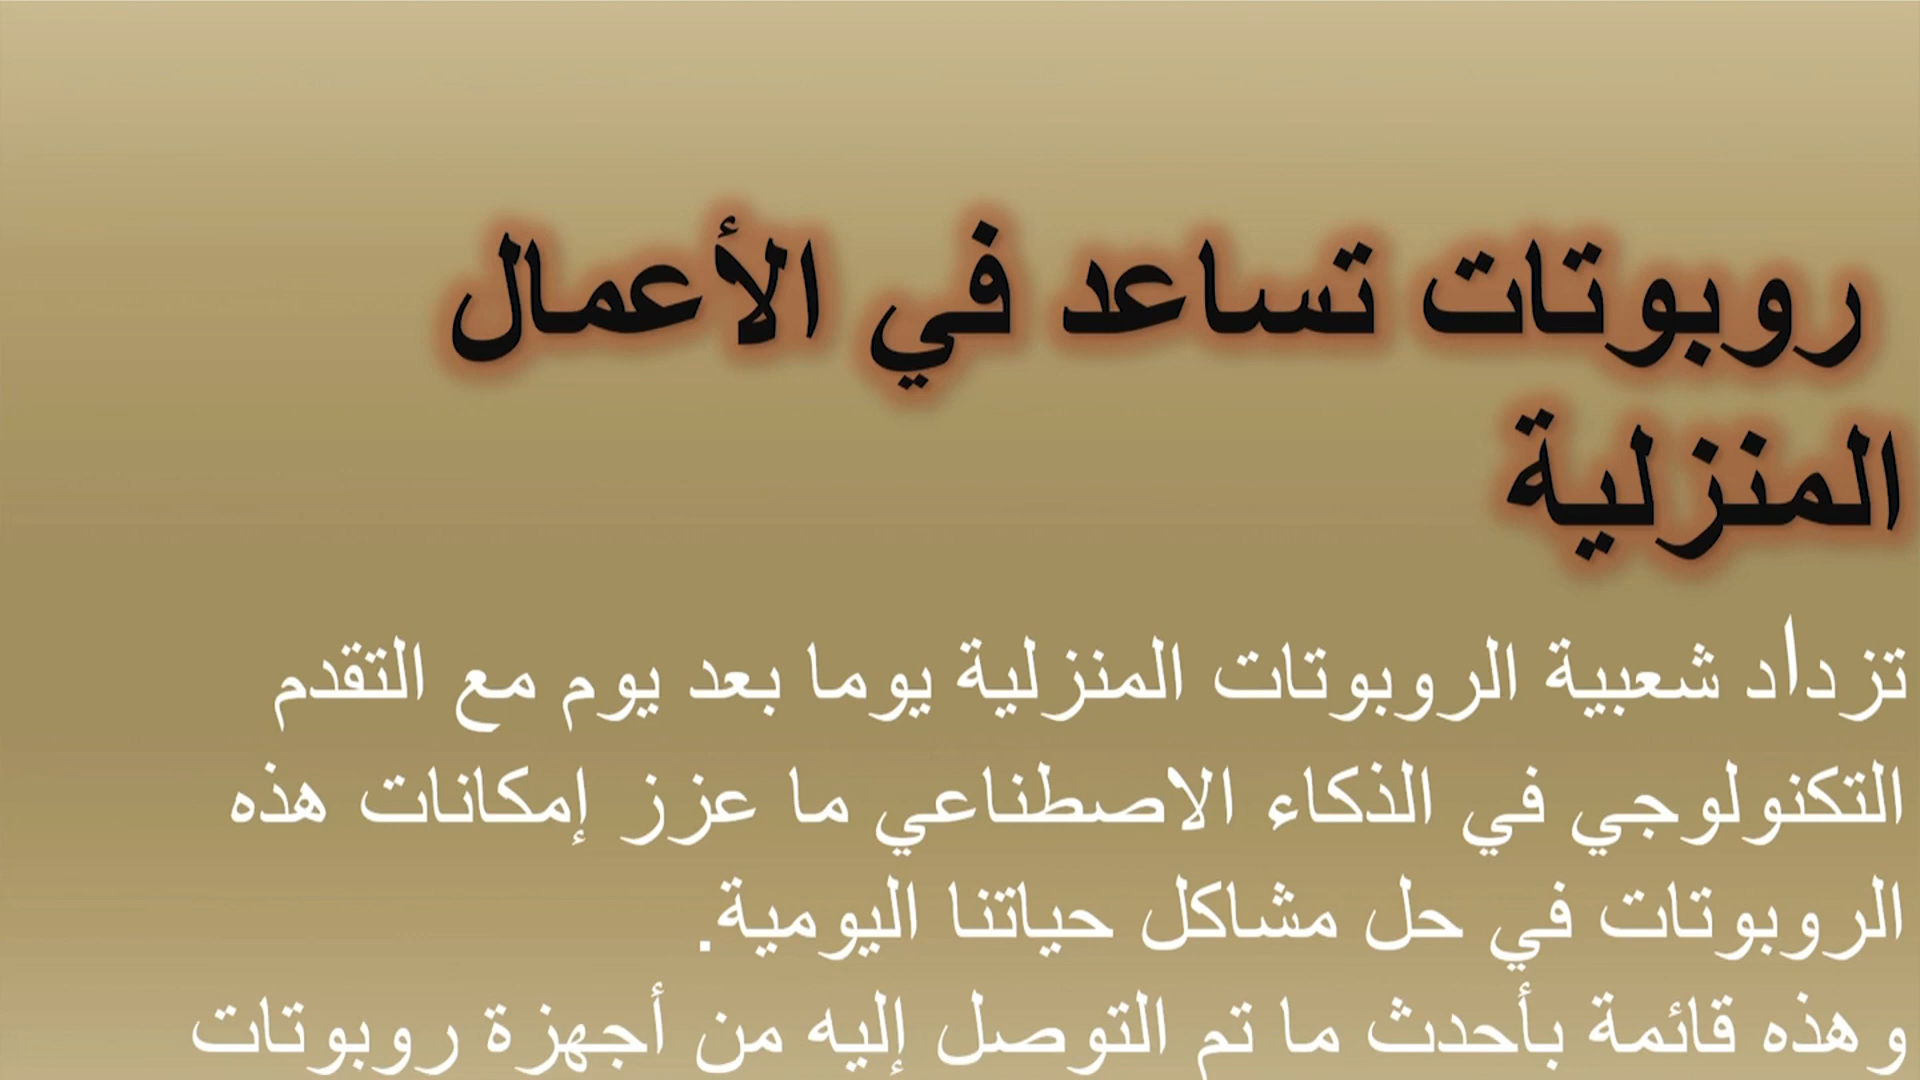 روبوتات تساعد في الأعمال
المنزلية
تزداد شعبية الروبوتات المنزلية يوما بعد يوم مع التقدم
التكنولوجي في الذكاء الاصطناعي ما عزز إمكانات هذه
الروبوتات في حل مشاكل حياتنا اليومية.
وهذه قائمة بأحدث ما تم التوصل إليه من أجهزة روبوتات